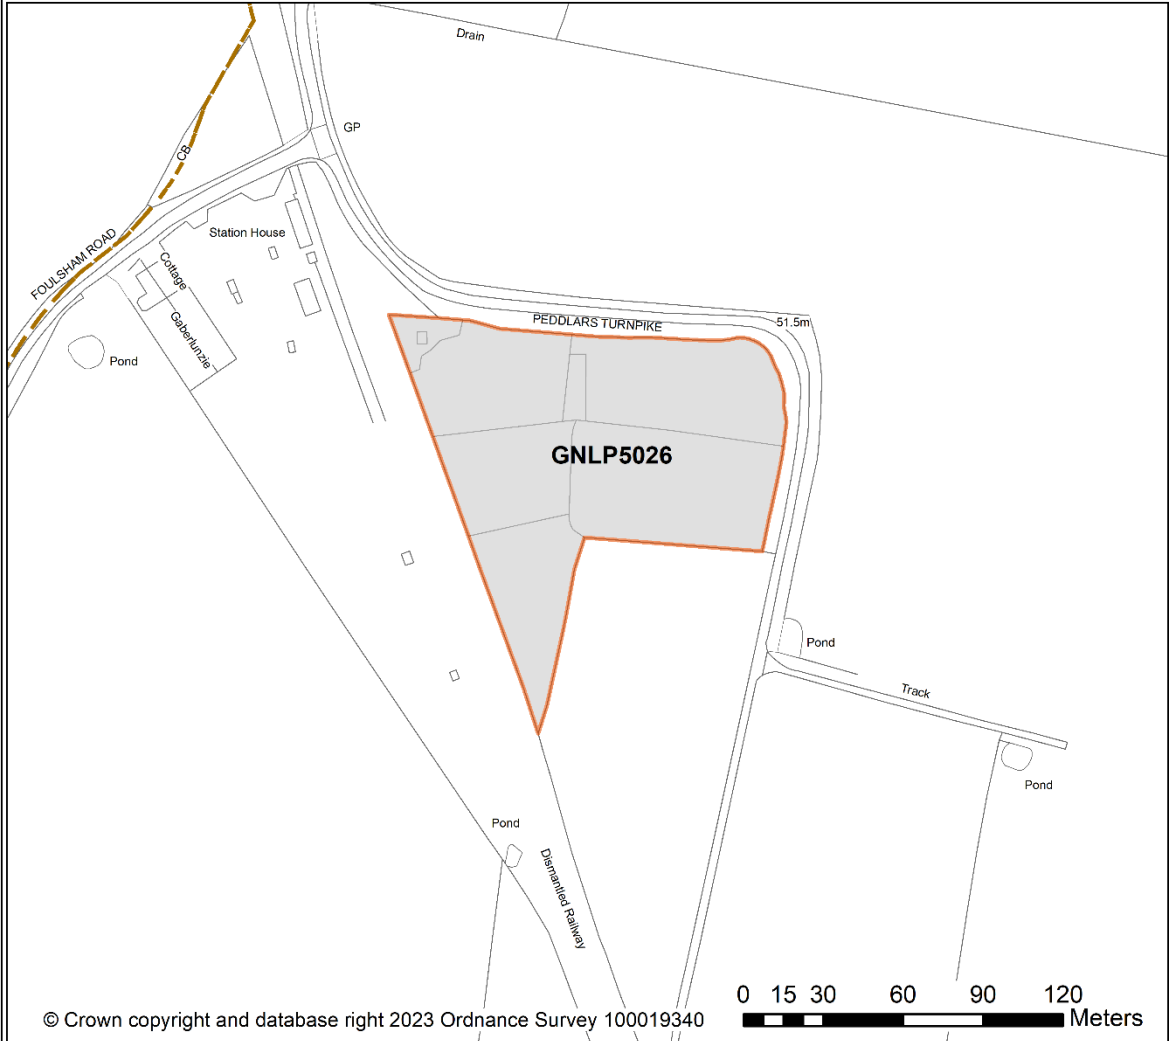 Drain
GP
CB
Station House
FOULSHAM ROAD
Cottage
Gaberlunzie
Pond
PEDDLARS TURNPIKE
51.5m
GNLP5026
Pond
Track
Pond
Pond
Dismantled Railway
0 15 30 60 90 120
Meters
© Crown copyright and database right 2023 Ordnance Survey 100019340